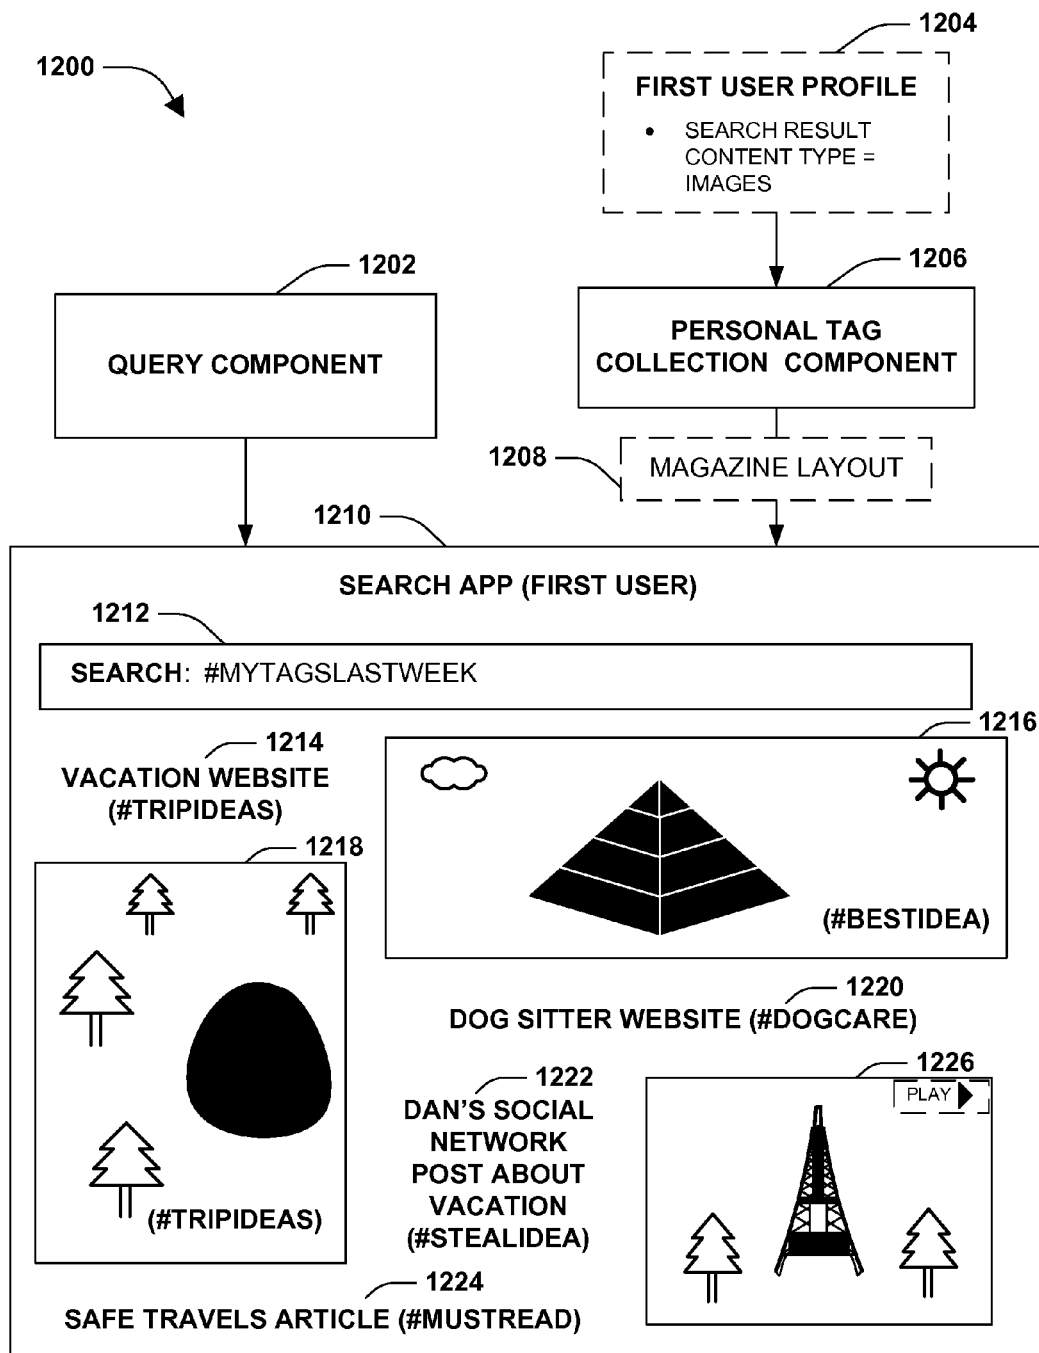 1204
1200
FIRST USER PROFILE
• SEARCH RESULT
CONTENT TYPE =
IMAGES
1202
1206
QUERY COMPONENT
PERSONAL TAG
COLLECTION COMPONENT
1208
MAGAZINE LAYOUT
1210
SEARCH APP (FIRST USER)
1212
SEARCH: #MYTAGSLASTWEEK
1214
VACATION WEBSITE
(#TRIPIDEAS)
1216
(#BESTIDEA)
1218
(#TRIPIDEAS)
1220
DOG SITTER WEBSITE (#DOGCARE)
1222
DAN'S SOCIAL
NETWORK
POST ABOUT
VACATION
(#STEALIDEA)
1226
PLAY
1224
SAFE TRAVELS ARTICLE (#MUSTREAD)